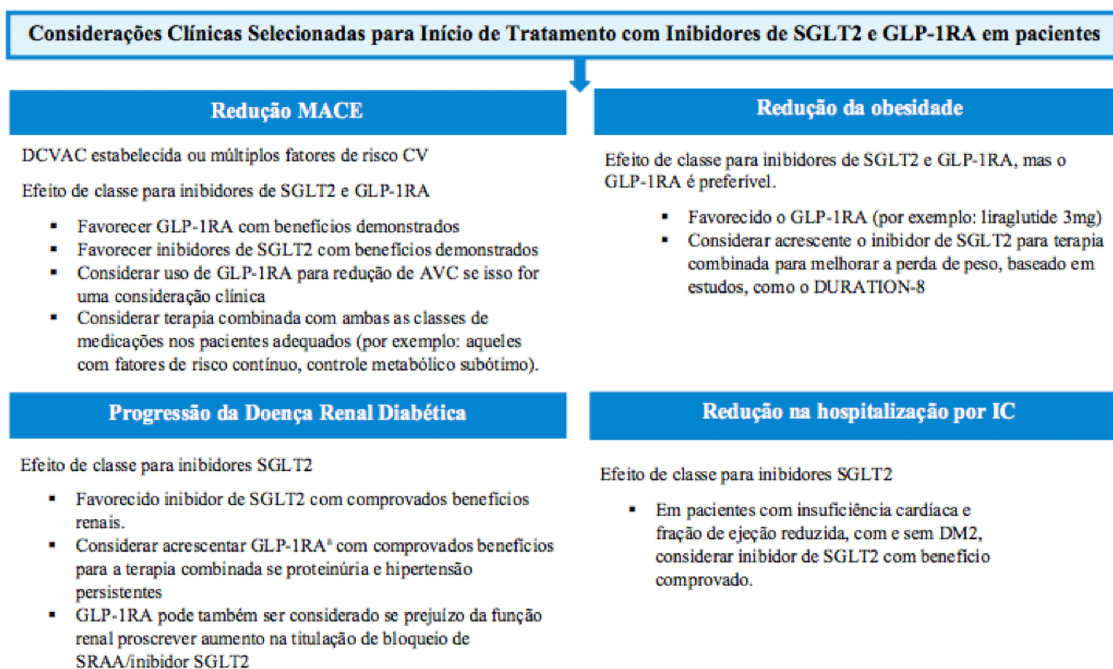 Considerações Clínicas Selecionadas para Início de Tratamento com Inibidores de SGLT2 e GLP-1RA em pacientes
Redução MACE
DCVAC estabelecida ou múltiplos fatores de risco CV
Efeito de classe para inibidores de SGLT2 e GLP-1RA
▪ Favorecer GLP-1RA com benefícios demonstrados
▪ Favorecer inibidores de SGLT2 com benefícios demonstrados
▪ Considerar uso de GLP-1RA para redução de AVC se isso for
uma consideração clínica
▪ Considerar terapia combinada com ambas as classes de
medicações nos pacientes adequados (por exemplo: aqueles
com fatores de risco contínuo, controle metabólico subótimo).
Redução da obesidade
Efeito de classe para inibidores de SGLT2 e GLP-1RA, mas o
GLP-1RA é preferível.
▪ Favorecido o GLP-1RA (por exemplo: liraglutide 3mg)
▪ Considerar acrescente o inibidor de SGLT2 para terapia
combinada para melhorar a perda de peso, baseado em
estudos, como o DURATION-8
Progressão da Doença Renal Diabética
Efeito de classe para inibidores SGLT2
▪ Favorecido inibidor de SGLT2 com comprovados benefícios
renais.
▪ Considerar acrescentar GLP-1RAª com comprovados benefícios
para a terapia combinada se proteinúria e hipertensão
persistentes
▪ GLP-1RA pode também ser considerado se prejuízo da função
renal proscrever aumento na titulação de bloqueio de
SRAA/inibidor SGLT2
Redução na hospitalização por IC
Efeito de classe para inibidores SGLT2
▪ Em pacientes com insuficiência cardíaca e
fração de ejeção reduzida, com e sem DM2,
considerar inibidor de SGLT2 com benefício
comprovado.